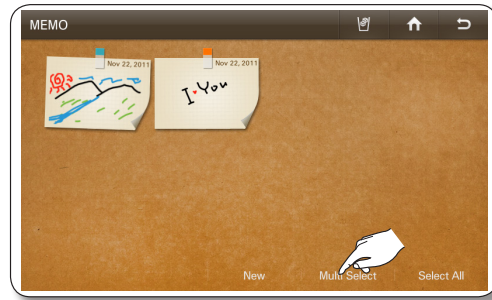 MEMO
Nov 22, 2011
Nov 22, 2011
I ♥ You
New
Multi Select
Select All